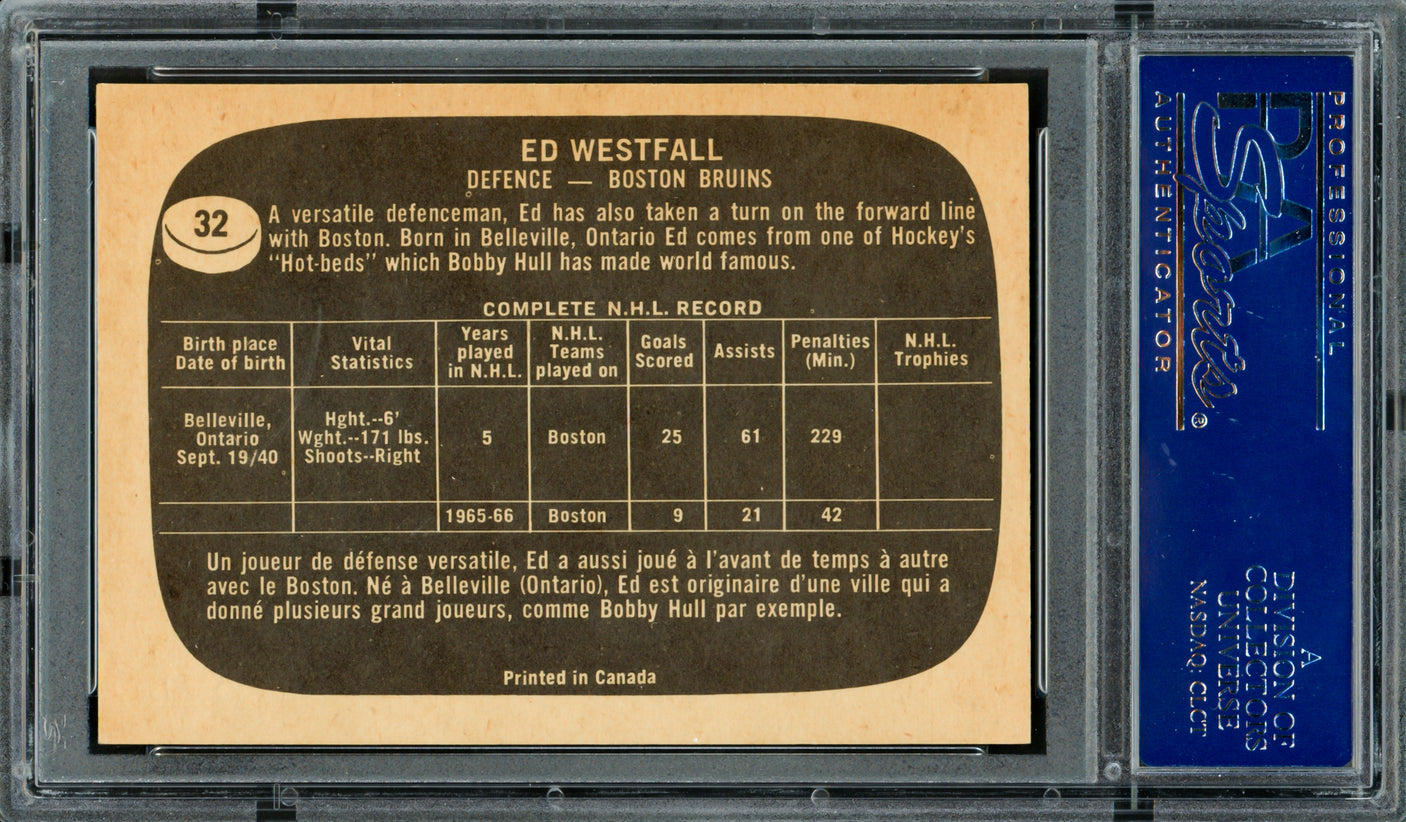 ED WESTFALL
DEFENCE — BOSTON BRUINS
32
A versatile defenceman, Ed has also taken a turn on the forward line
with Boston. Born in Belleville, Ontario Ed comes from one of Hockey's
"Hot-beds" which Bobby Hull has made world famous.
COMPLETE N.H.L. RECORD
Birth place
Date of birth
Vital
Statistics
Years
played
in N.H.L.
N.H.L.
Teams
played on
Goals
Scored
Assists
Penalties
(Min.)
N.H.L.
Trophies
Belleville,
Ontario
Sept. 19/40
Hght.--6'
Wght.--171 lbs.
Shoots--Right
5
Boston
25
61
229
1965-66
Boston
9
21
42
Un joueur de défense versatile, Ed a aussi joué à l'avant de temps à autre
avec le Boston. Né à Belleville (Ontario), Ed est originaire d'une ville qui a
donné plusieurs grand joueurs, comme Bobby Hull par exemple.
Printed in Canada
PROFESSIONAL
PSA
Sports®
AUTHENTICATOR
A
DIVISION OF
COLLECTORS
UNIVERSE
NASDAQ: CLCT